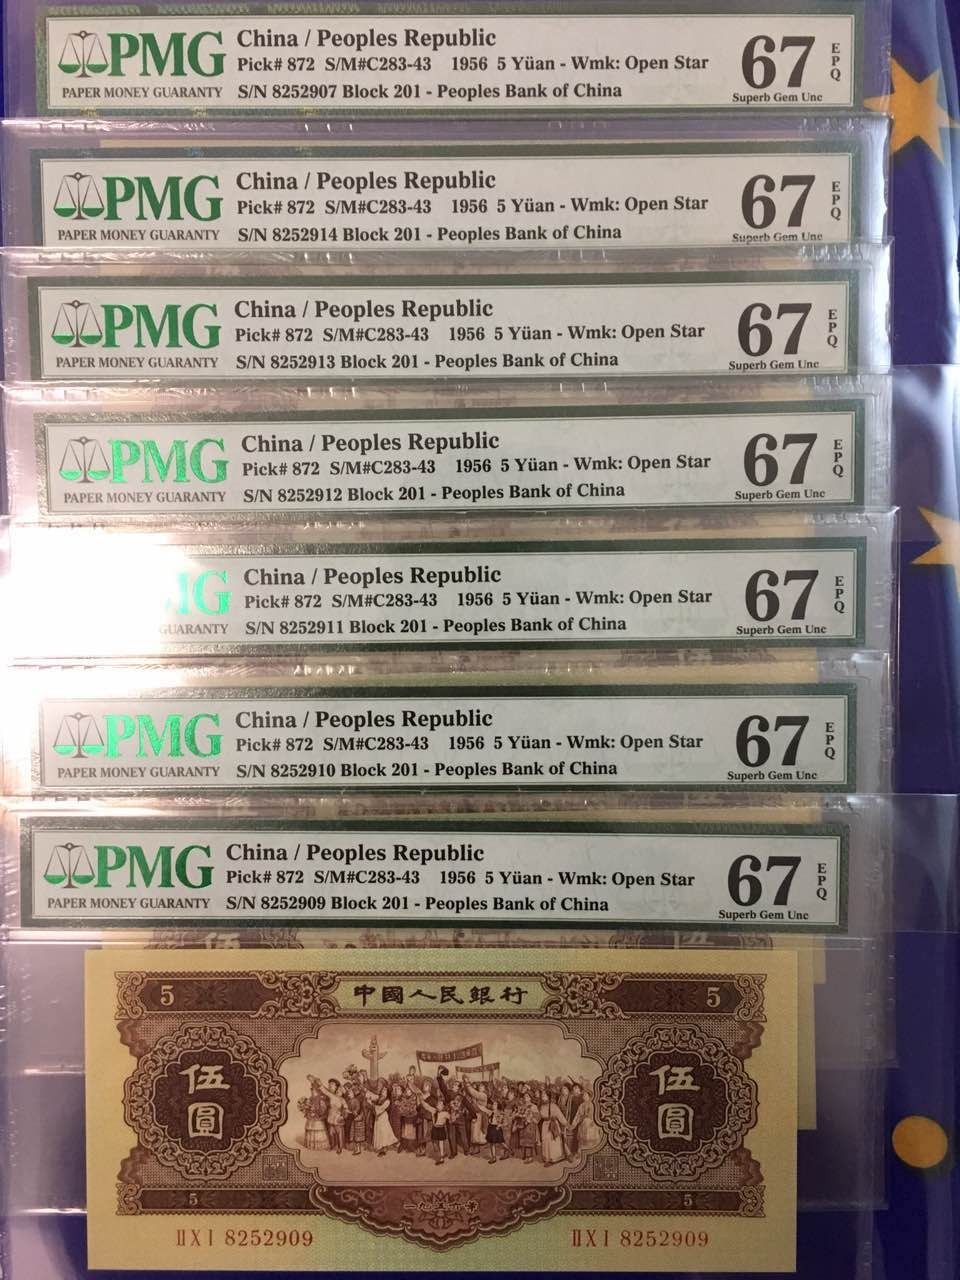 PMG
PAPER MONEY GUARANTY
China / Peoples Republic
Pick# 872 S/M#C283-43 1956 5 Yüan - Wmk: Open Star
S/N 8252907 Block 201 - Peoples Bank of China
67 EPQ
Superb Gem Unc
PMG
PAPER MONEY GUARANTY
China / Peoples Republic
Pick# 872 S/M#C283-43 1956 5 Yüan - Wmk: Open Star
S/N 8252914 Block 201 - Peoples Bank of China
67 EPQ
Superb Gem Unc
PMG
PAPER MONEY GUARANTY
China / Peoples Republic
Pick# 872 S/M#C283-43 1956 5 Yüan - Wmk: Open Star
S/N 8252913 Block 201 - Peoples Bank of China
67 EPQ
Superb Gem Unc
PMG
PAPER MONEY GUARANTY
China / Peoples Republic
Pick# 872 S/M#C283-43 1956 5 Yüan - Wmk: Open Star
S/N 8252912 Block 201 - Peoples Bank of China
67 EPQ
Superb Gem Unc
MG
GUARANTY
China / Peoples Republic
Pick# 872 S/M#C283-43 1956 5 Yüan - Wmk: Open Star
S/N 8252911 Block 201 - Peoples Bank of China
67 EPQ
Superb Gem Unc
PMG
PAPER MONEY GUARANTY
China / Peoples Republic
Pick# 872 S/M#C283-43 1956 5 Yüan - Wmk: Open Star
S/N 8252910 Block 201 - Peoples Bank of China
67 EPQ
Superb Gem Unc
PMG
PAPER MONEY GUARANTY
China / Peoples Republic
Pick# 872 S/M#C283-43 1956 5 Yüan - Wmk: Open Star
S/N 8252909 Block 201 - Peoples Bank of China
67 EPQ
Superb Gem Unc
5 中國人民銀行 5
伍圓 伍圓
5 一九五六年 5
ⅡⅩⅠ 8252909 ⅡⅩⅠ 8252909